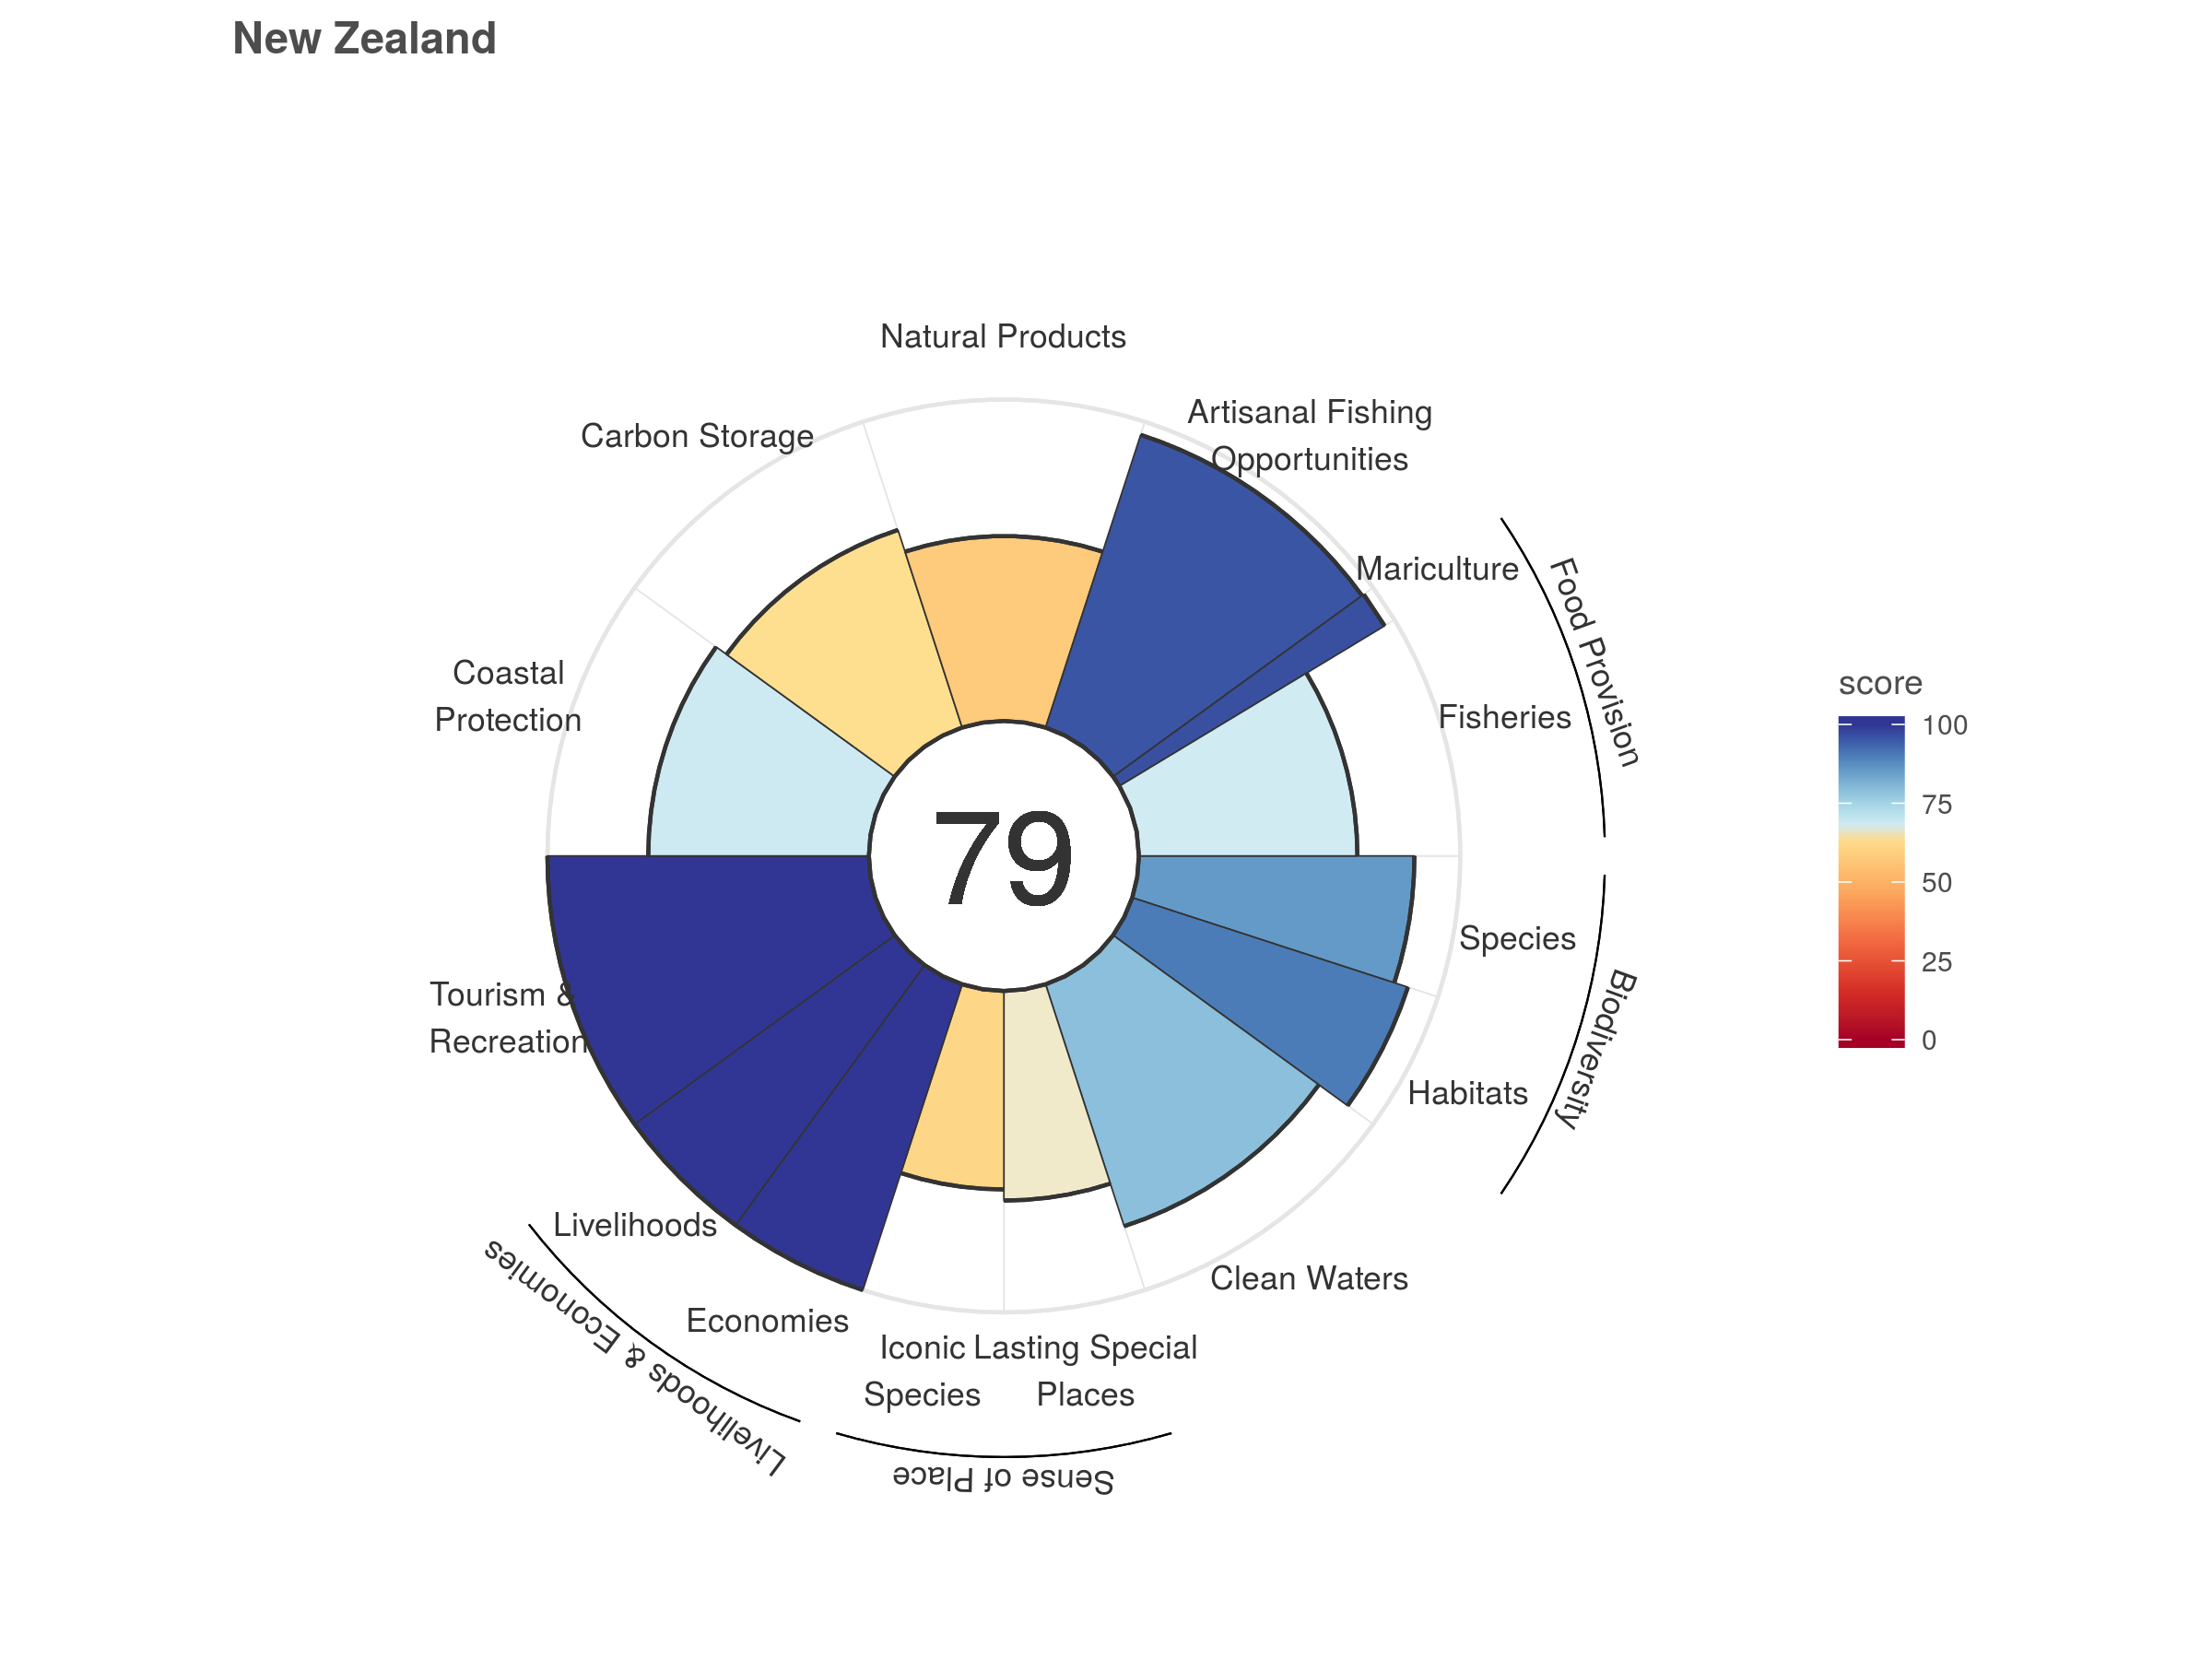 New Zealand
Natural Products
Artisanal Fishing
Opportunities
Carbon Storage
Mariculture
Food Provision
Coastal
Protection
Fisheries
score
100
75
50
25
0
79
Species
Biodiversity
Tourism &
Recreation
Habitats
Livelihoods
Clean Waters
Economies
Livelihoods & Economies
Iconic
Species
Lasting Special
Places
Sense of Place